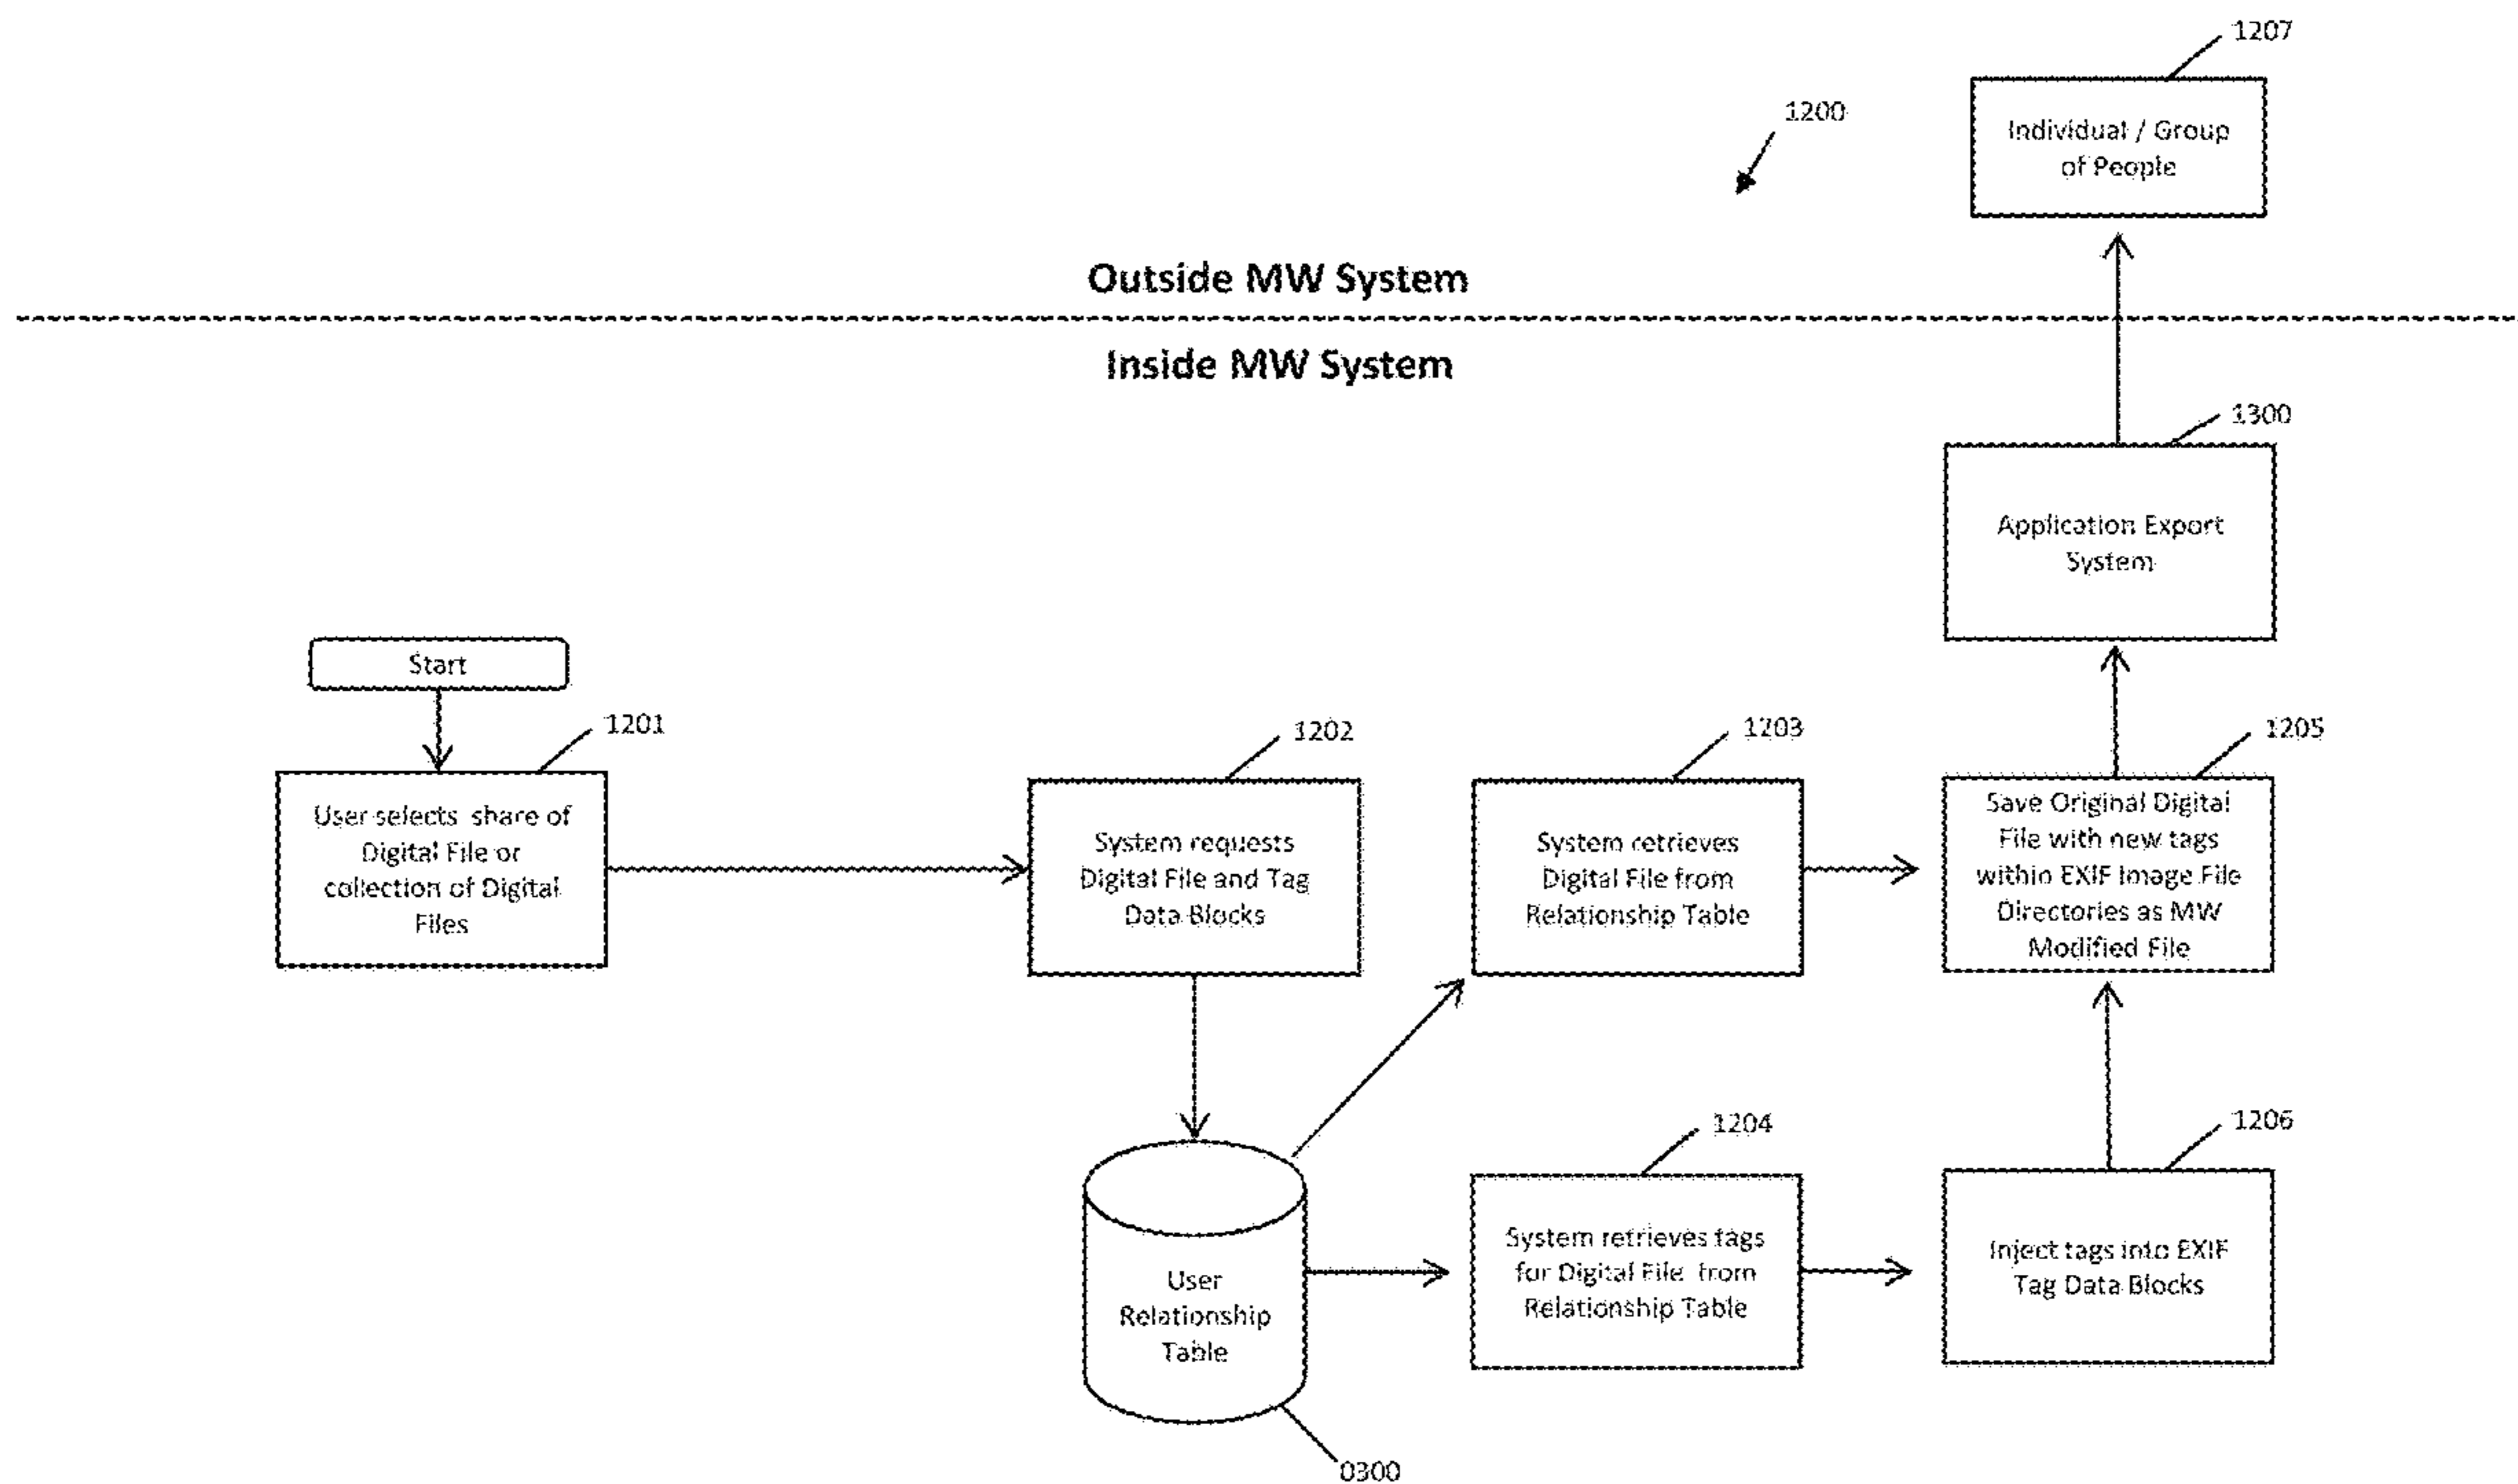 1207
Individual / Group
of People
1200
Outside MW System
Inside MW System
1300
Application Export
System
Start
1201
User selects share of
Digital File or
collection of Digital
Files
1202
System requests
Digital File and Tag
Data Blocks
1203
System retrieves
Digital File from
Relationship Table
1205
Save Original Digital
File with new tags
within EXIF Image File
Directories as MW
Modified File
User
Relationship
Table
0300
1204
System retrieves tags
for Digital File from
Relationship Table
1206
Inject tags into EXIF
Tag Data Blocks